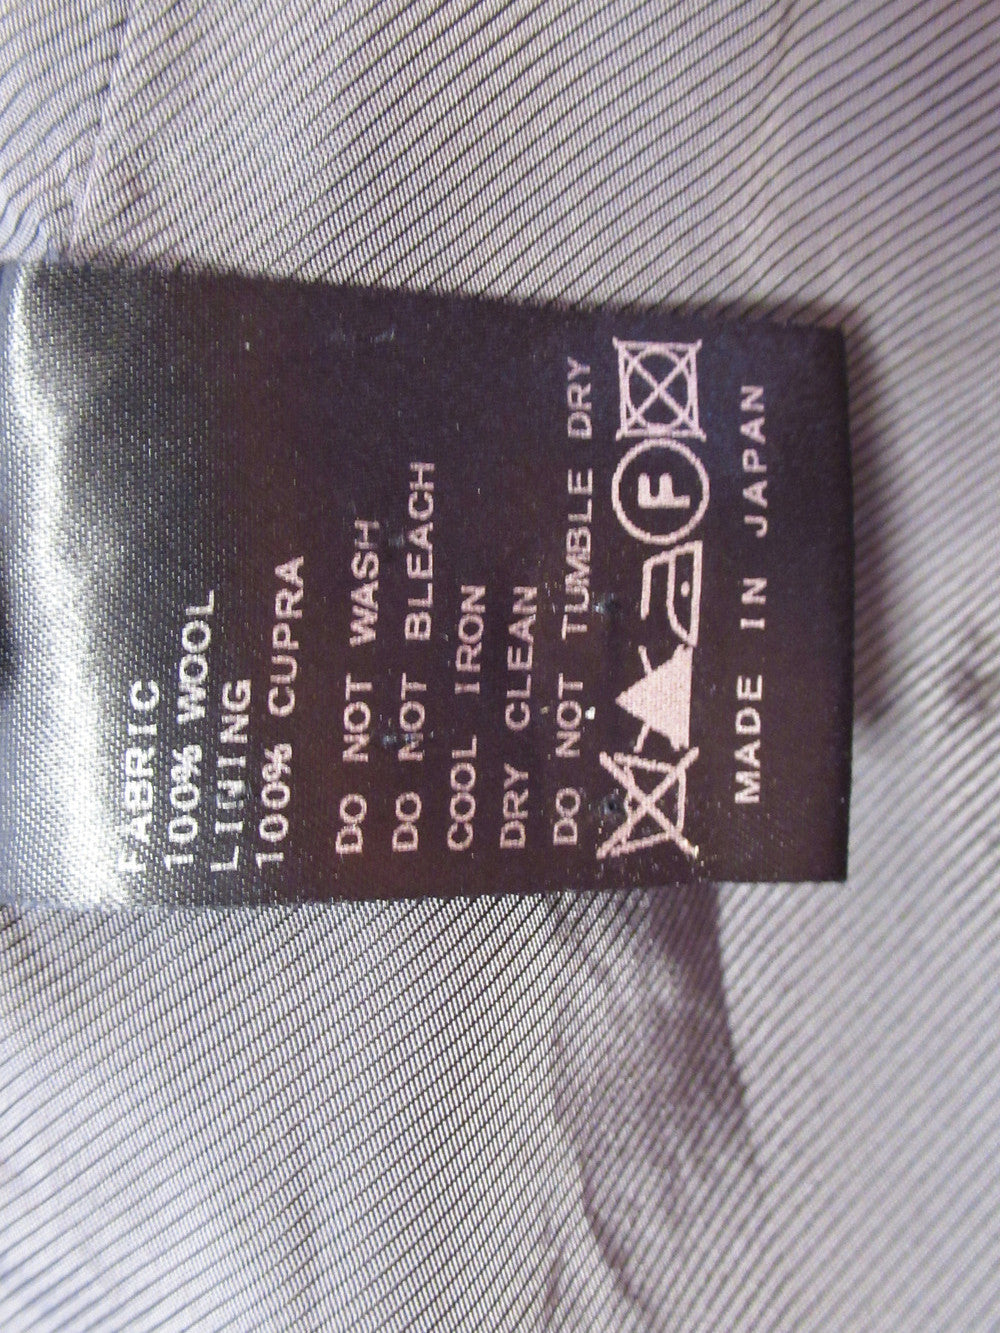 FABRIC
100% WOOL
LINING
100% CUPRA
DO NOT WASH
DO NOT BLEACH
COOL IRON
DRY CLEAN
DO NOT TUMBLE DRY
F
MADE IN JAPAN